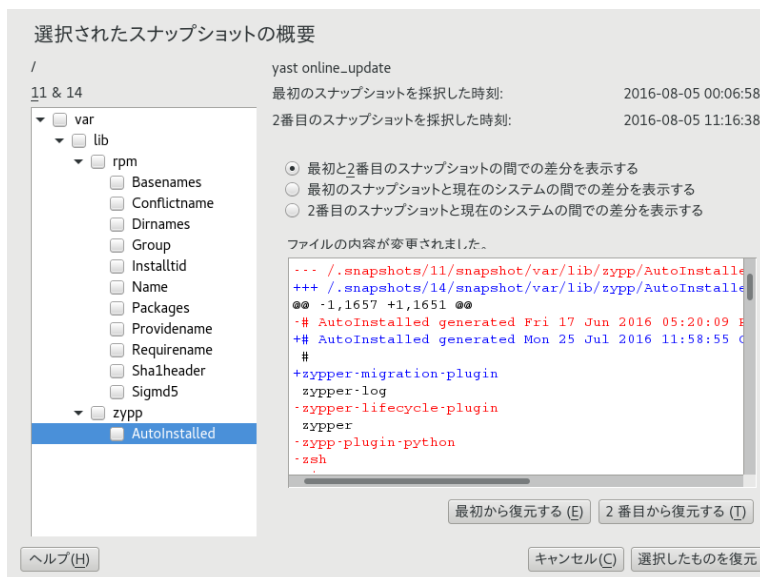 選択されたスナップショットの概要
/
11 & 14
var
lib
rpm
Basenames
Conflictname
Dirnames
Group
Installtid
Name
Packages
Providename
Requirename
Sha1header
Sigmd5
zypp
AutoInstalled
yast online_update
最初のスナップショットを採択した時刻: 2016-08-05 00:06:58
2番目のスナップショットを採択した時刻: 2016-08-05 11:16:38
最初と2番目のスナップショットの間での差分を表示する
最初のスナップショットと現在のシステムの間での差分を表示する
2番目のスナップショットと現在のシステムの間での差分を表示する
ファイルの内容が変更されました。
--- /.snapshots/11/snapshot/var/lib/zypp/AutoInstalle
+++ /.snapshots/14/snapshot/var/lib/zypp/AutoInstalle
@@ -1,1657 +1,1651 @@
-# AutoInstalled generated Fri 17 Jun 2016 05:20:09
+# AutoInstalled generated Mon 25 Jul 2016 11:58:55
#
+zypper-migration-plugin
zypper-log
-zypper-lifecycle-plugin
zypper
-zypp-plugin-python
-zsh
最初から復元する (E)
2 番目から復元する (T)
ヘルプ(H)
キャンセル(C)
選択したものを復元